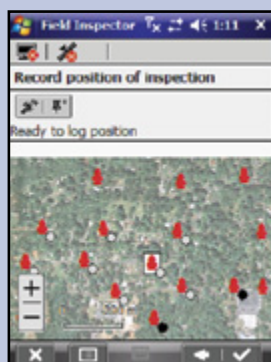 Field Inspector 1:11 X
Record position of inspection
Ready to log position
+
−